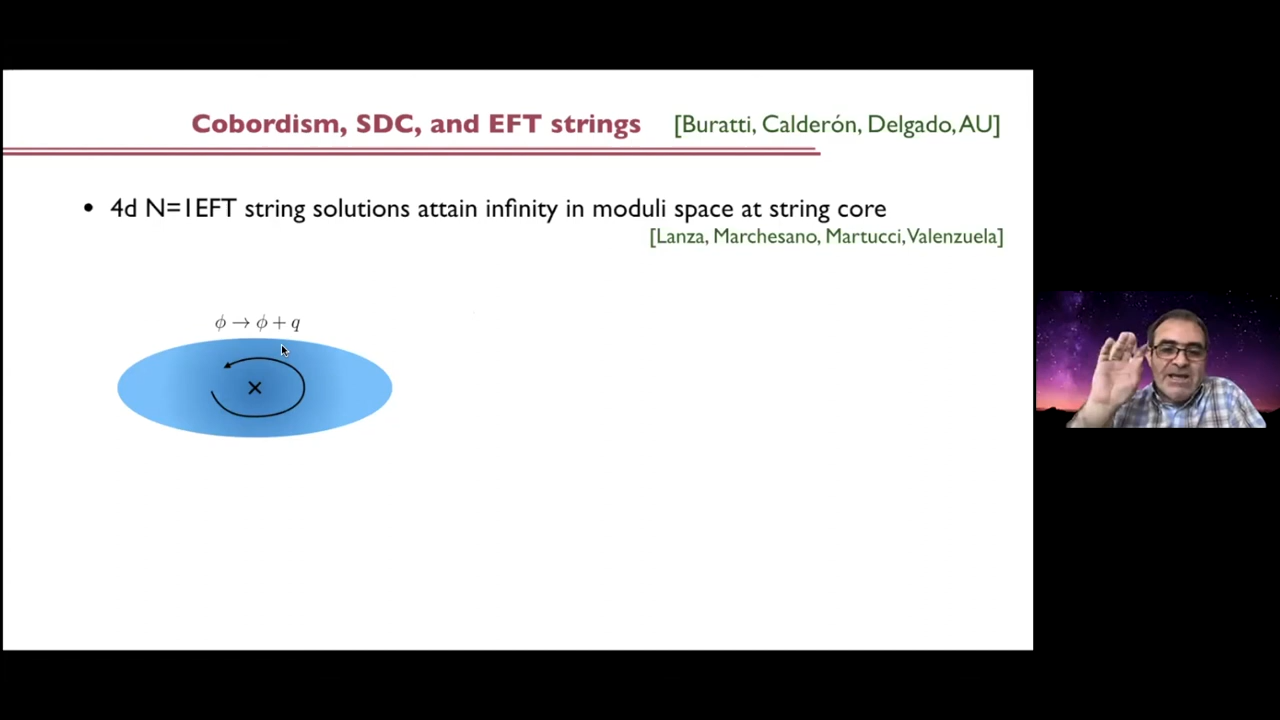 Cobordism, SDC, and EFT strings [Buratti, Calderón, Delgado, AU]
• 4d N=1EFT string solutions attain infinity in moduli space at string core
[Lanza, Marchesano, Martucci, Valenzuela]
ϕ → ϕ + q